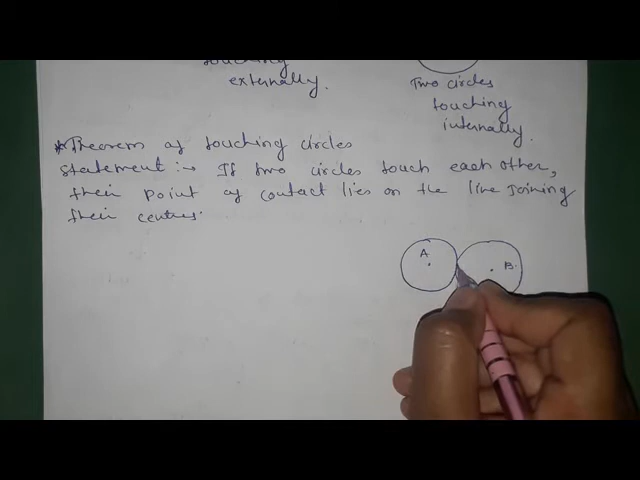 touching
externally.
Two circles
touching
internally.
*Theorem of touching circles
Statement :→ If two circles touch each other,
their point of contact lies on the line joining
their centres.
A
B